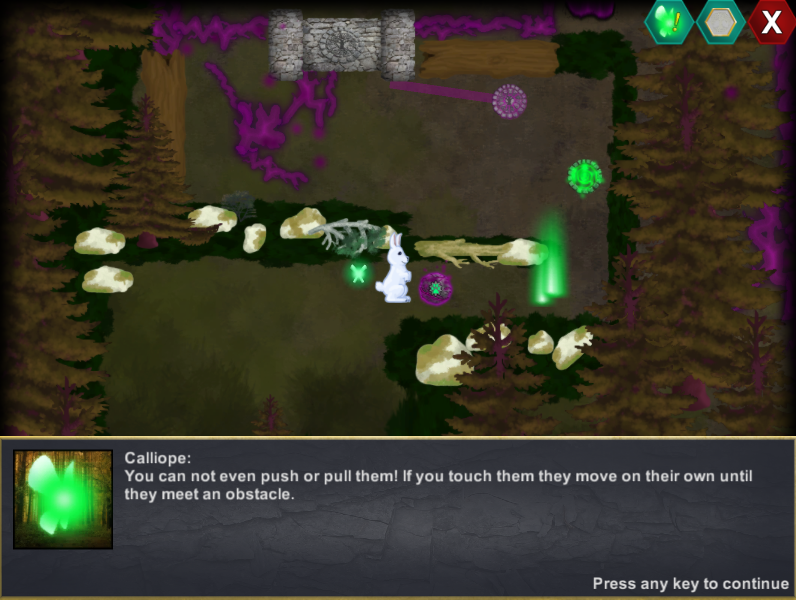 X
Calliope:
You can not even push or pull them! If you touch them they move on their own until
they meet an obstacle.
Press any key to continue